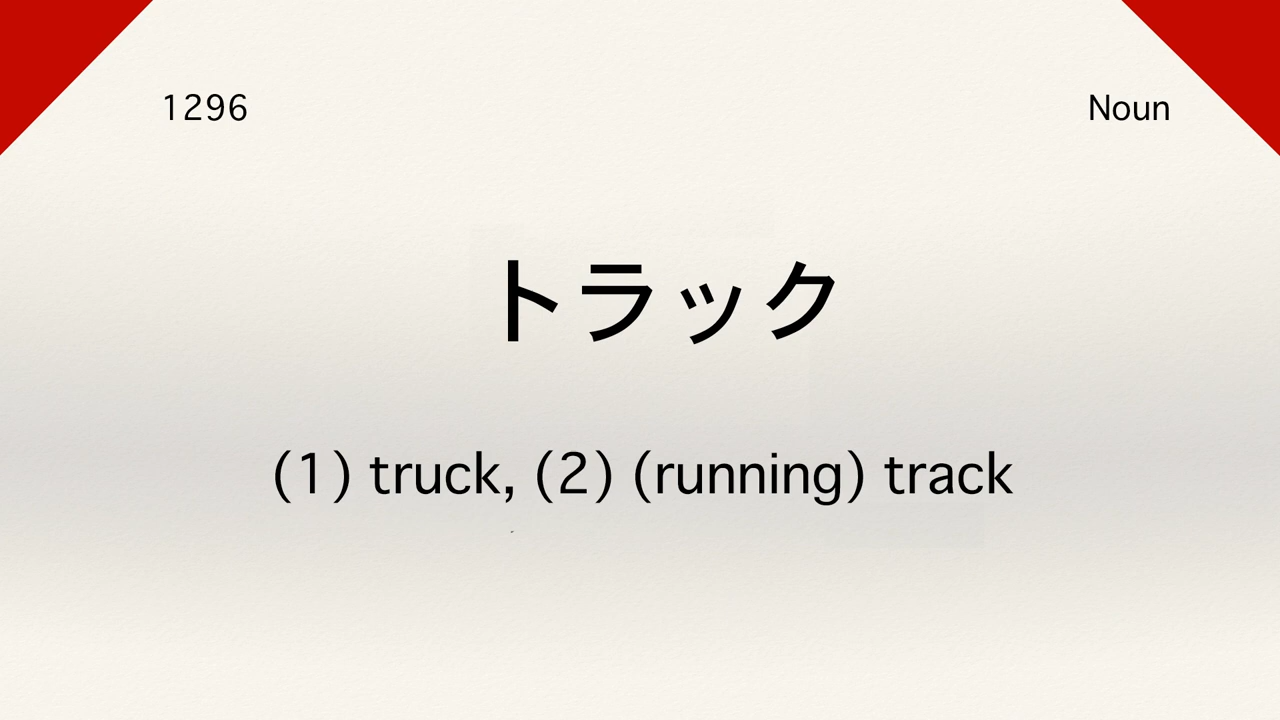 1296
Noun
トラック
(1) truck, (2) (running) track